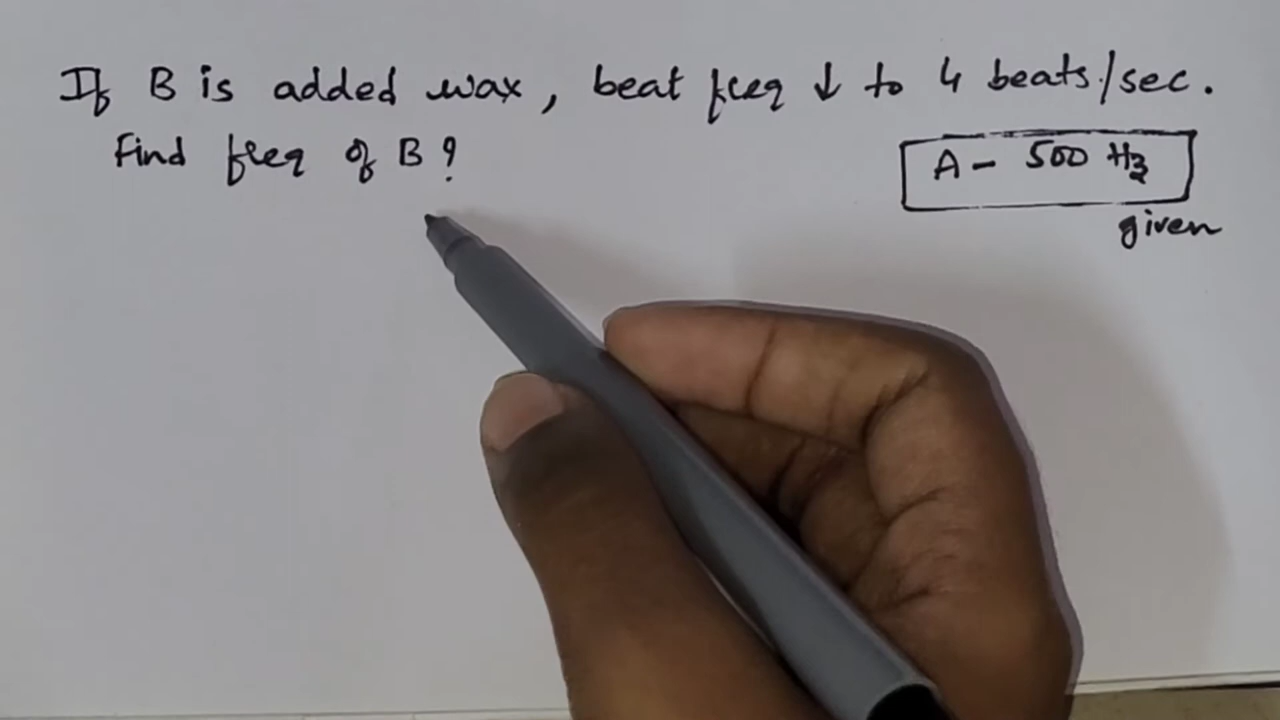 If B is added wax, beat freq ↓ to 4 beats/sec.
Find freq of B?
A - 500 Hz
given